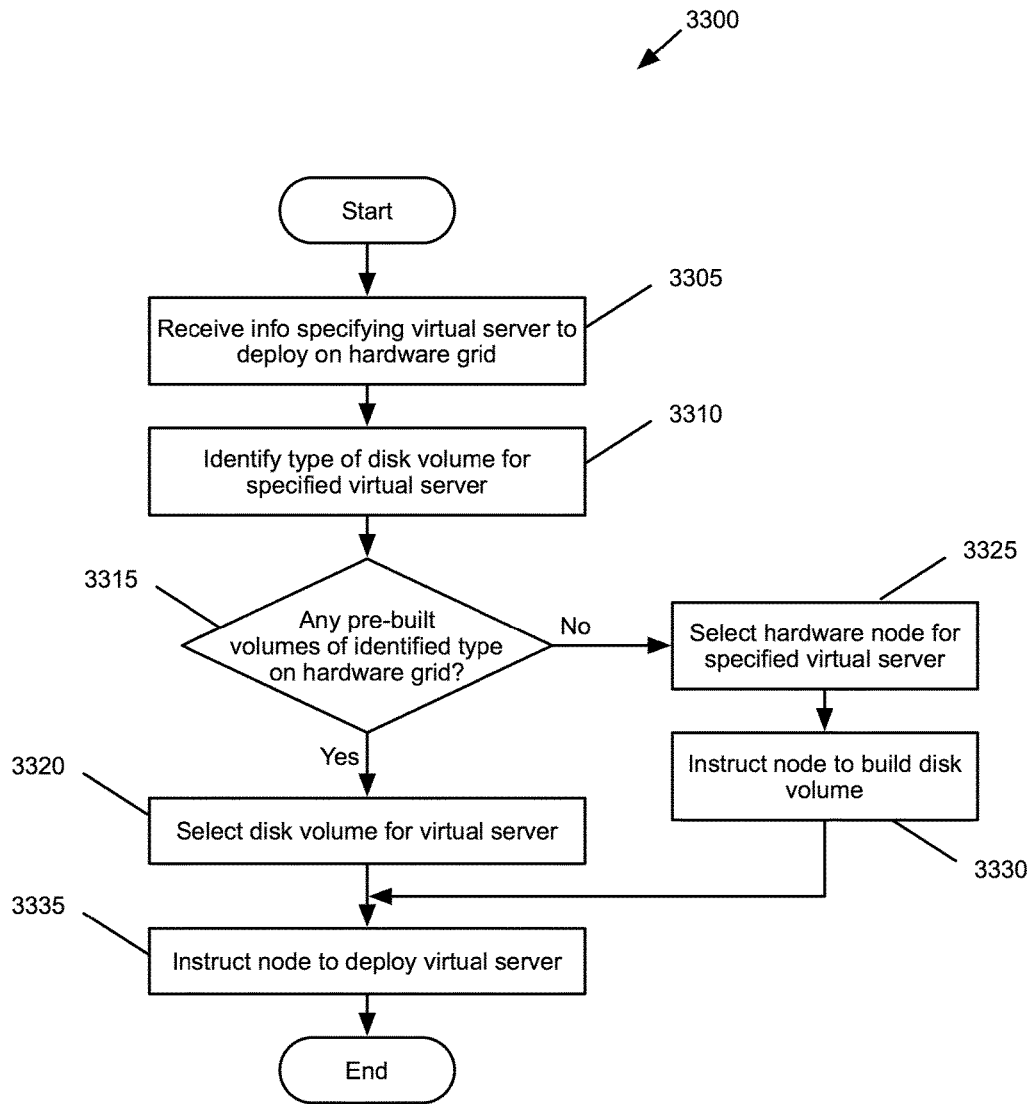 3300
Start
3305
Receive info specifying virtual server to
deploy on hardware grid
3310
Identify type of disk volume for
specified virtual server
3315
Any pre-built
volumes of identified type
on hardware grid?
No
3325
Select hardware node for
specified virtual server
Yes
Instruct node to build disk
volume
3330
3320
Select disk volume for virtual server
3335
Instruct node to deploy virtual server
End